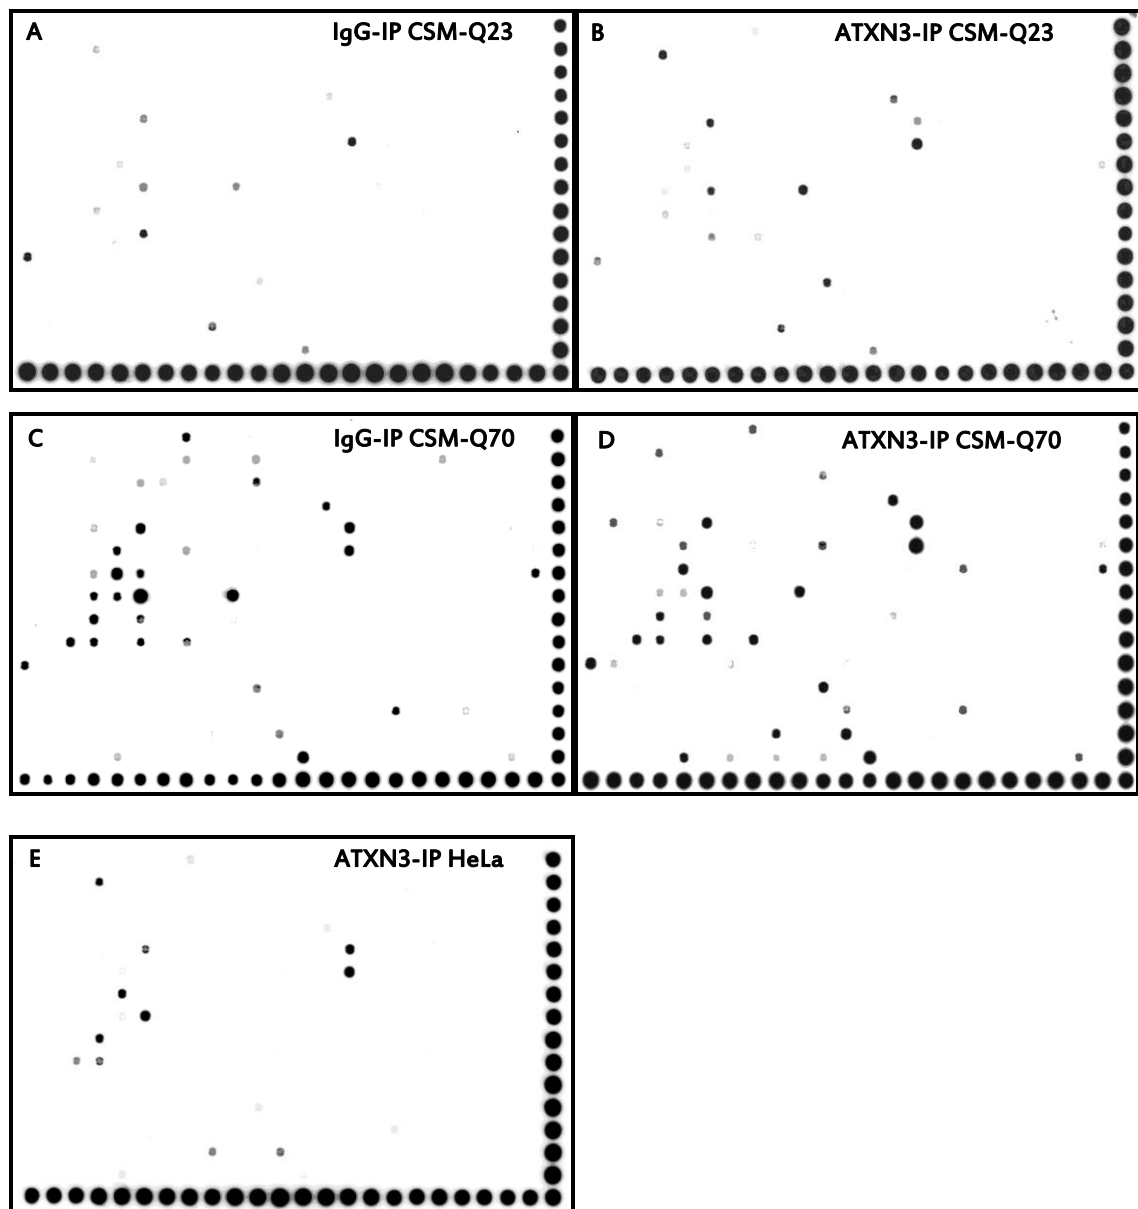 A IgG-IP CSM-Q23
B ATXN3-IP CSM-Q23
C IgG-IP CSM-Q70
D ATXN3-IP CSM-Q70
E ATXN3-IP HeLa